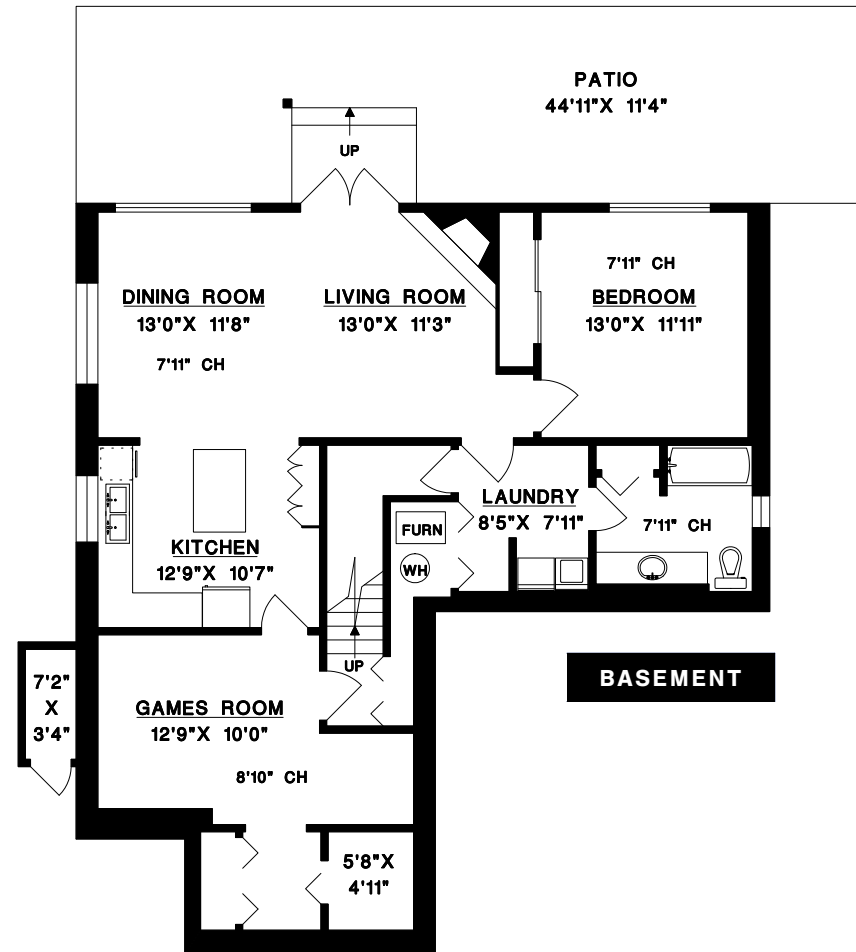 PATIO
44'11"X 11'4"
UP
7'11" CH
DINING ROOM
13'0"X 11'8"
7'11" CH
LIVING ROOM
13'0"X 11'3"
BEDROOM
13'0"X 11'11"
LAUNDRY
8'5"X 7'11"
7'11" CH
FURN
WH
KITCHEN
12'9"X 10'7"
UP
BASEMENT
7'2"
X
3'4"
GAMES ROOM
12'9"X 10'0"
8'10" CH
5'8"X
4'11"